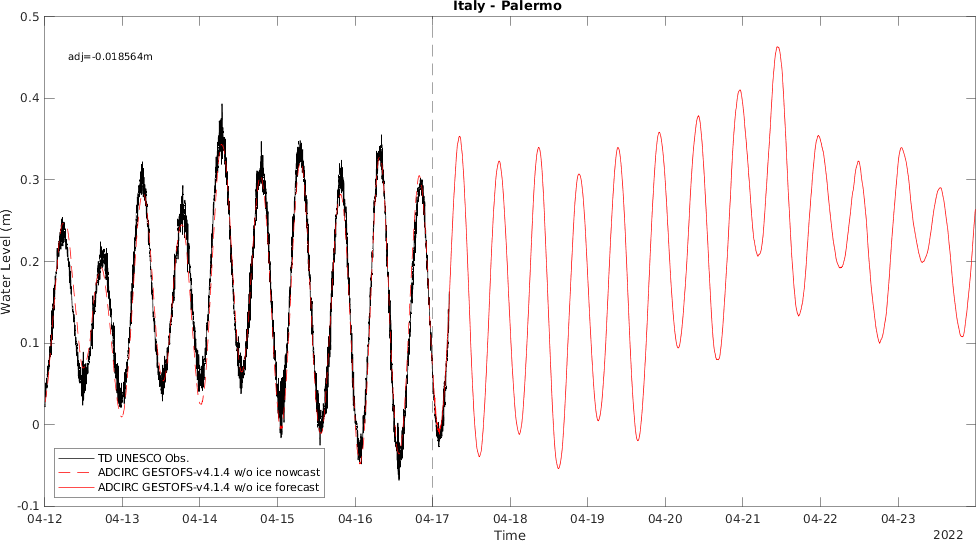 Italy - Palermo
adj=-0.018564m
Water Level (m)
0.5
0.4
0.3
0.2
0.1
0
-0.1
TD UNESCO Obs.
ADCIRC GESTOFS-v4.1.4 w/o ice nowcast
ADCIRC GESTOFS-v4.1.4 w/o ice forecast
04-12 04-13 04-14 04-15 04-16 04-17 04-18 04-19 04-20 04-21 04-22 04-23
Time
2022